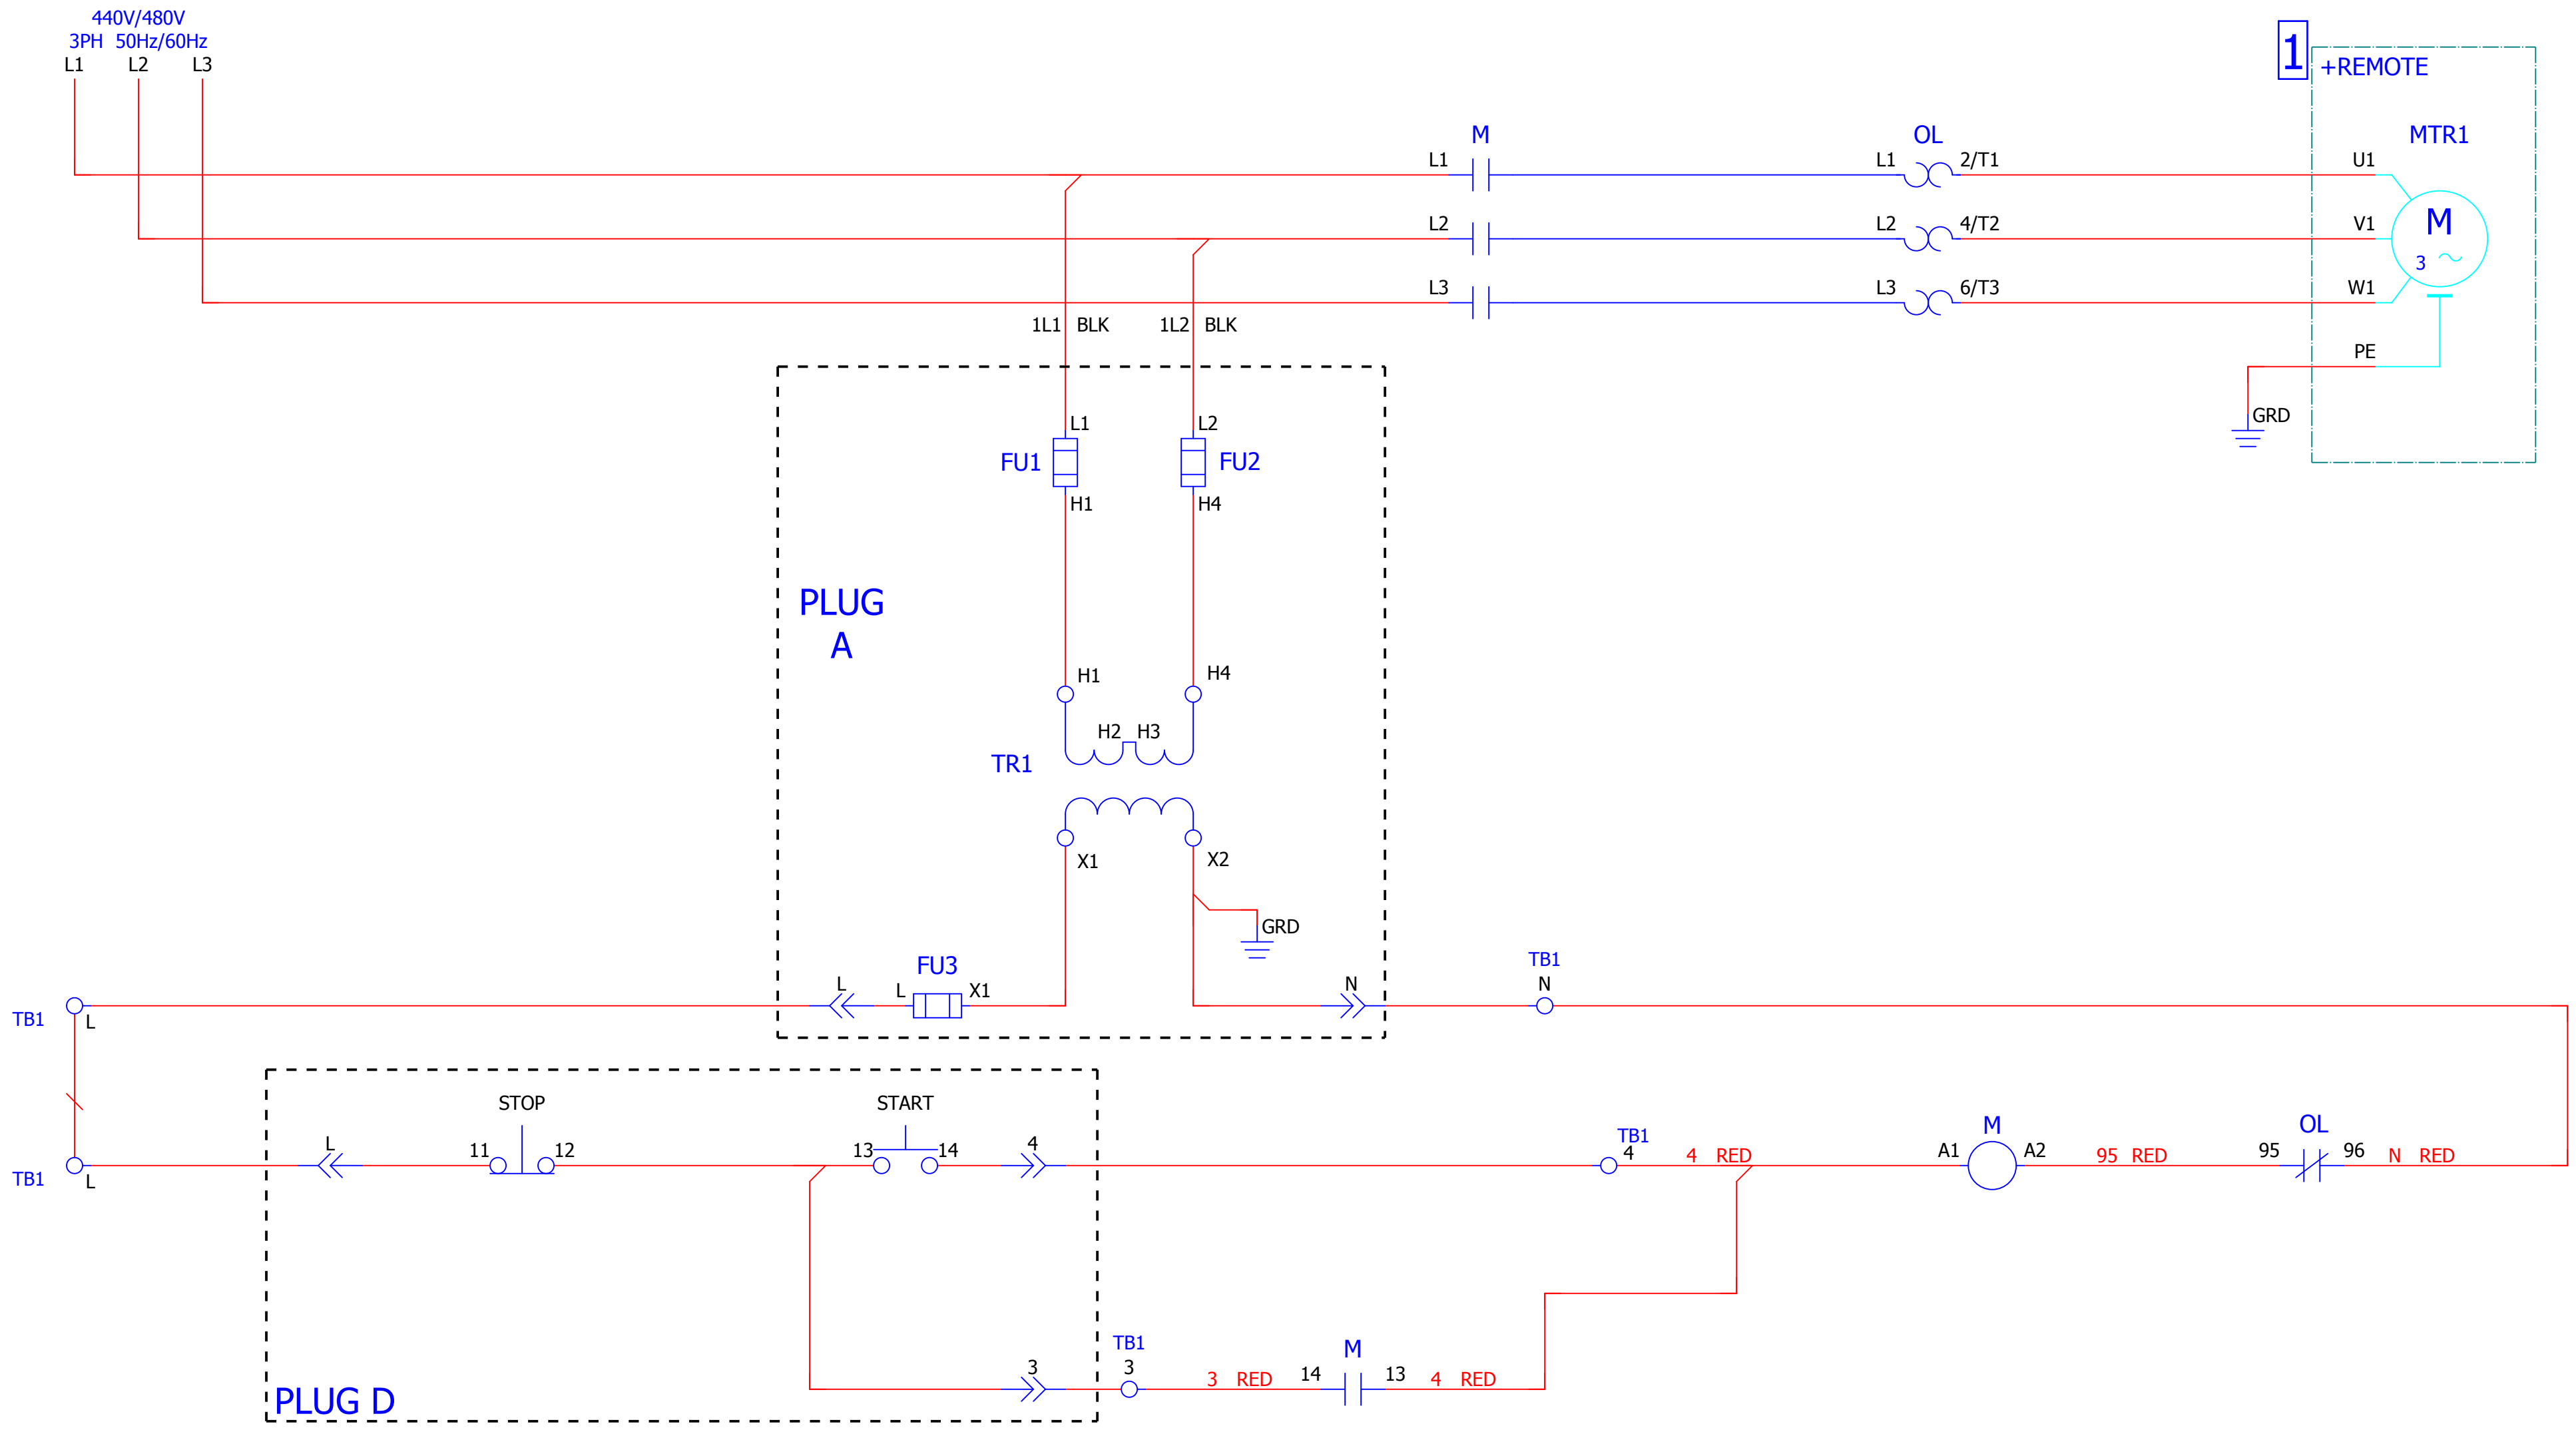 440V/480V
3PH 50Hz/60Hz
L1 L2 L3
1
+REMOTE
MTR1
M
OL
L1
L1 2/T1
U1
L2
L2 4/T2
V1
M
3
L3
L3 6/T3
W1
1L1 BLK 1L2 BLK
PE
GRD
L1 L2
FU1 FU2
H1 H4
PLUG
A
H1 H4
H2 H3
TR1
X1 X2
GRD
FU3
L L X1
N
TB1
N
TB1 L
STOP START
L 11 12 13 14 4
TB1 L
TB1
4
4 RED
M
A1 A2
95 RED
OL
95 96
N RED
TB1
3 3
3 RED
M
14 13
4 RED
PLUG D